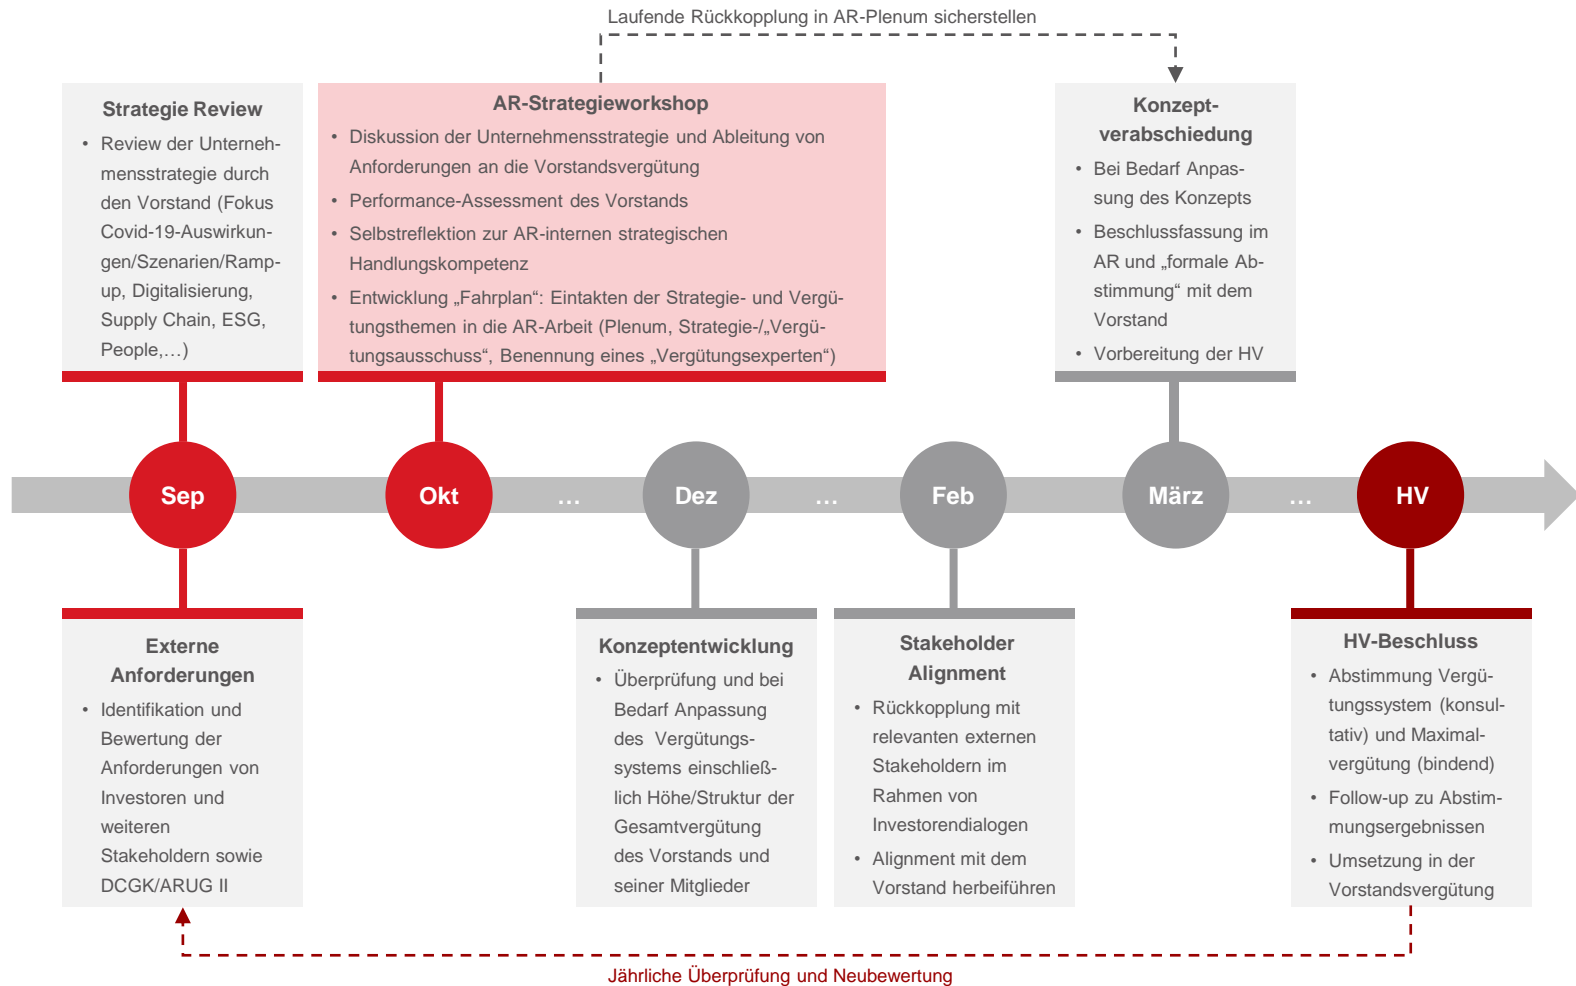 Laufende Rückkopplung in AR-Plenum sicherstellen
Strategie Review
• Review der Unterneh-
mensstrategie durch
den Vorstand (Fokus
Covid-19-Auswirkun-
gen/Szenarien/Ramp-
up, Digitalisierung,
Supply Chain, ESG,
People,…)
AR-Strategieworkshop
• Diskussion der Unternehmensstrategie und Ableitung von
Anforderungen an die Vorstandsvergütung
• Performance-Assessment des Vorstands
• Selbstreflektion zur AR-internen strategischen
Handlungskompetenz
• Entwicklung „Fahrplan“: Eintakten der Strategie- und Vergü-
tungsthemen in die AR-Arbeit (Plenum, Strategie-/„Vergü-
tungsausschuss“, Benennung eines „Vergütungsexperten“)
Konzept-
verabschiedung
• Bei Bedarf Anpas-
sung des Konzepts
• Beschlussfassung im
AR und „formale Ab-
stimmung“ mit dem
Vorstand
• Vorbereitung der HV
Sep
Okt
…
Dez
…
Feb
März
…
HV
Externe
Anforderungen
• Identifikation und
Bewertung der
Anforderungen von
Investoren und
weiteren
Stakeholdern sowie
DCGK/ARUG II
Konzeptentwicklung
• Überprüfung und bei
Bedarf Anpassung
des Vergütungs-
systems einschließ-
lich Höhe/Struktur der
Gesamtvergütung
des Vorstands und
seiner Mitglieder
Stakeholder
Alignment
• Rückkopplung mit
relevanten externen
Stakeholdern im
Rahmen von
Investorendialogen
• Alignment mit dem
Vorstand herbeiführen
HV-Beschluss
• Abstimmung Vergü-
tungssystem (konsul-
tativ) und Maximal-
vergütung (bindend)
• Follow-up zu Abstim-
mungsergebnissen
• Umsetzung in der
Vorstandsvergütung
Jährliche Überprüfung und Neubewertung